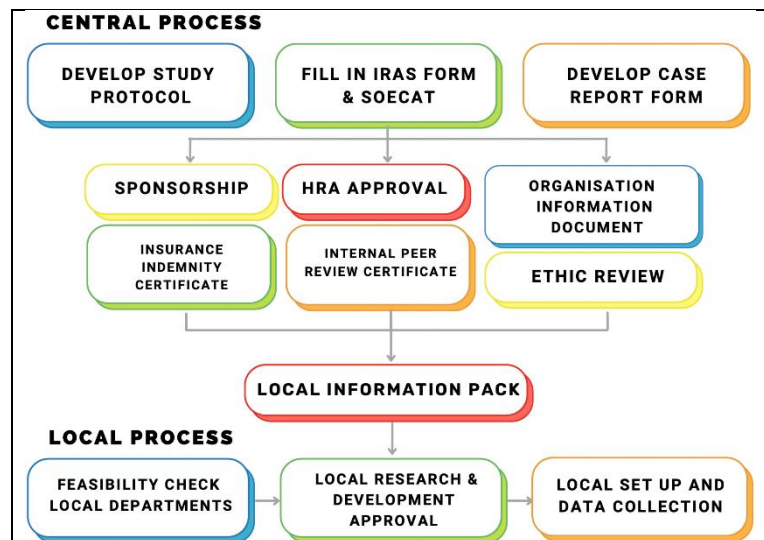 CENTRAL PROCESS
DEVELOP STUDY
PROTOCOL
FILL IN IRAS FORM
& SOECAT
DEVELOP CASE
REPORT FORM
SPONSORSHIP
HRA APPROVAL
ORGANISATION
INFORMATION
DOCUMENT
INSURANCE
INDEMNITY
CERTIFICATE
INTERNAL PEER
REVIEW CERTIFICATE
ETHIC REVIEW
LOCAL INFORMATION PACK
LOCAL PROCESS
FEASIBILITY CHECK
LOCAL DEPARTMENTS
LOCAL RESEARCH &
DEVELOPMENT
APPROVAL
LOCAL SET UP AND
DATA COLLECTION